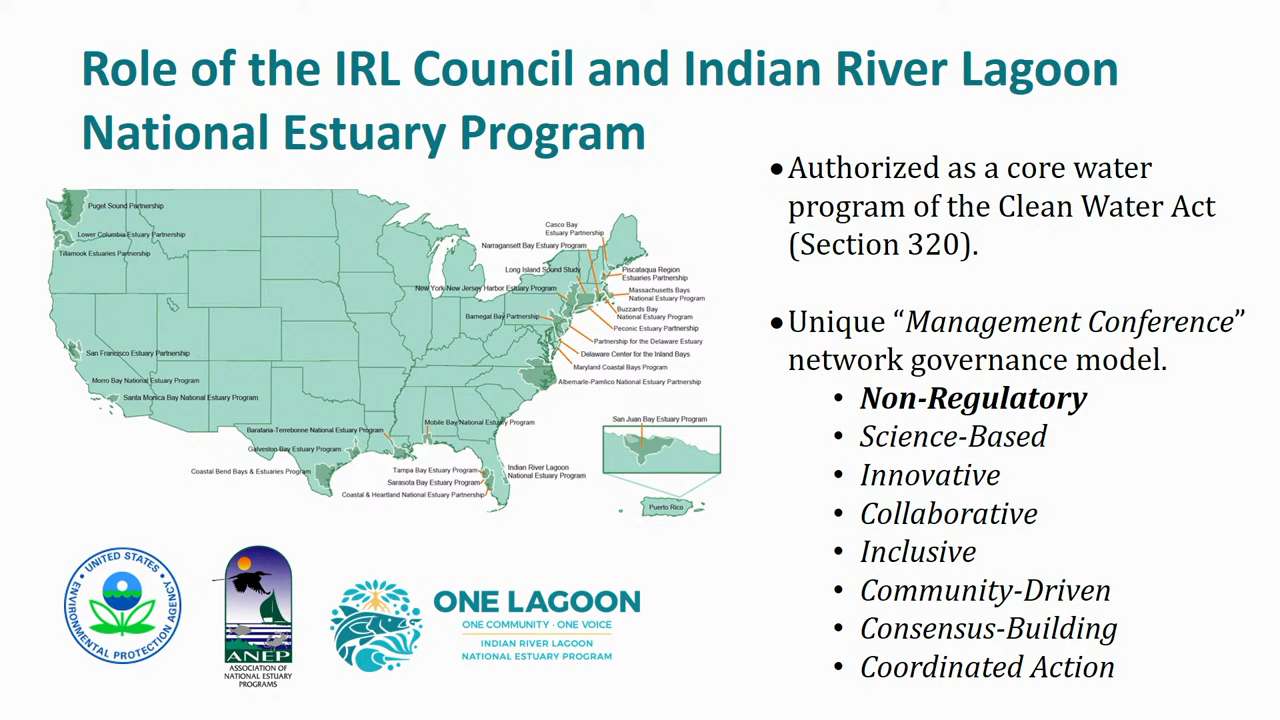 Role of the IRL Council and Indian River Lagoon
National Estuary Program
Puget Sound Partnership
Lower Columbia Estuary Partnership
Tillamook Estuaries Partnership
San Francisco Estuary Partnership
Morro Bay National Estuary Program
Santa Monica Bay National Estuary Program
Casco Bay
Estuary Partnership
Narragansett Bay Estuary Program
Long Island Sound Study
New York-New Jersey Harbor Estuary Program
Barnegat Bay Partnership
Piscataqua Region
Estuaries Partnership
Massachusetts Bays
National Estuary Program
Buzzards Bay
National Estuary Program
Peconic Estuary Partnership
Partnership for the Delaware Estuary
Delaware Center for the Inland Bays
Maryland Coastal Bays Program
Albemarle-Pamlico National Estuary Partnership
Mobile Bay National Estuary Program
Barataria-Terrebonne National Estuary Program
Galveston Bay Estuary Program
Coastal Bend Bays & Estuaries Program
Tampa Bay Estuary Program
Sarasota Bay Estuary Program
Coastal & Heartland National Estuary Partnership
Indian River Lagoon
National Estuary Program
San Juan Bay Estuary Program
Puerto Rico
UNITED STATES
ENVIRONMENTAL PROTECTION AGENCY
ANEP
ASSOCIATION OF
NATIONAL ESTUARY
PROGRAMS
ONE LAGOON
ONE COMMUNITY · ONE VOICE
INDIAN RIVER LAGOON
NATIONAL ESTUARY PROGRAM
•Authorized as a core water
program of the Clean Water Act
(Section 320).
•Unique “Management Conference”
network governance model.
• Non-Regulatory
• Science-Based
• Innovative
• Collaborative
• Inclusive
• Community-Driven
• Consensus-Building
• Coordinated Action